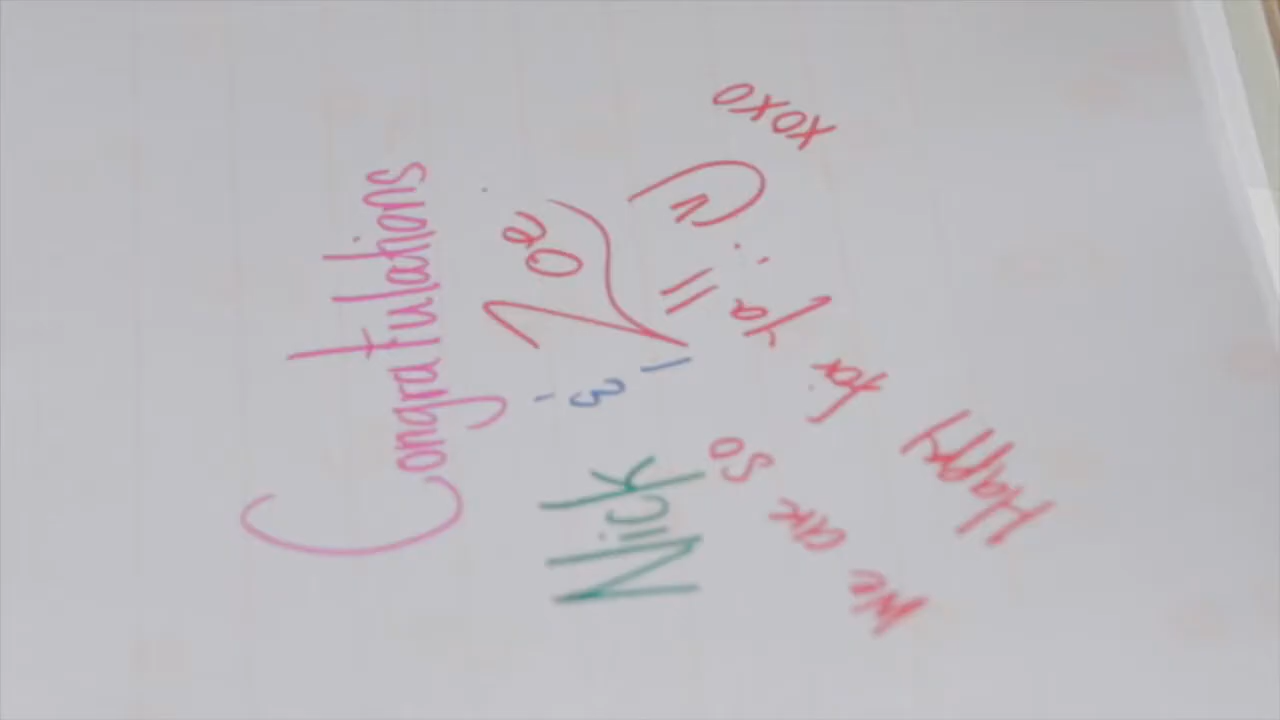 Congratulations
Nick & Zoe
We are so
Happy for ya ll :)
xoxo